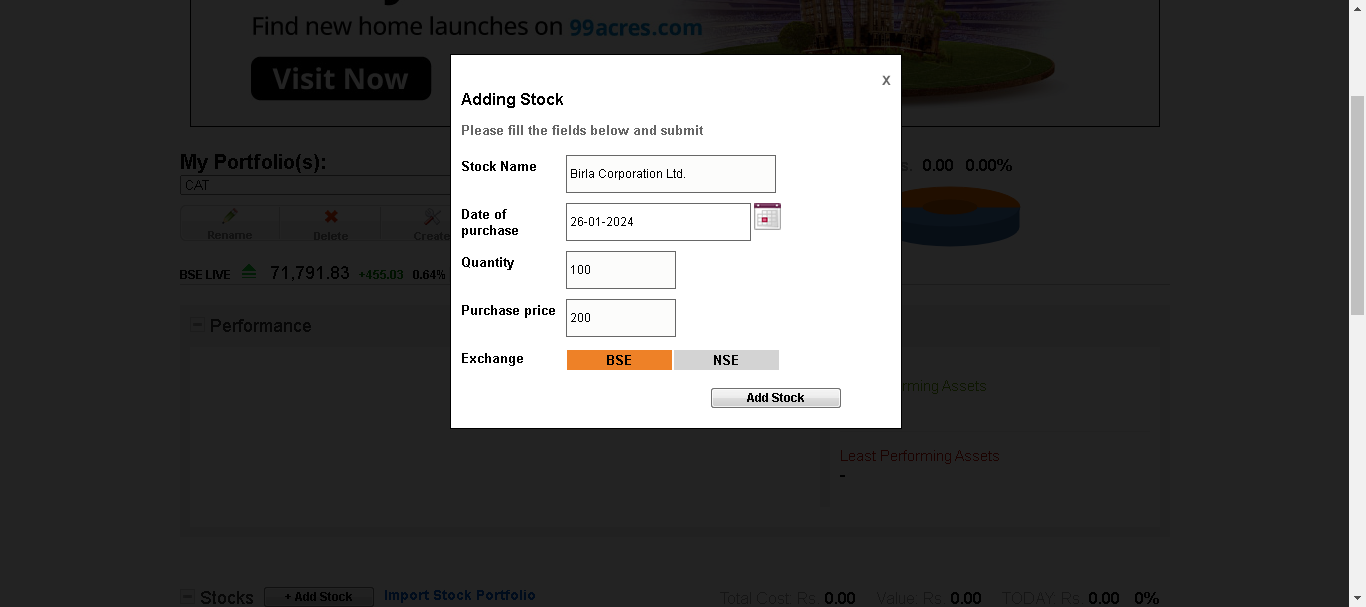 Find new home launches on 99acres.com
Visit Now
x
Adding Stock
Please fill the fields below and submit
My Portfolio(s):
Stock Name
Birla Corporation Ltd.
0.00 0.00%
CAT
Date of
purchase
26-01-2024
Rename
Delete
Create
Quantity
100
BSE LIVE 71,791.83 +455.03 0.64%
Purchase price
200
Performance
Exchange
BSE
NSE
Add Stock
rming Assets
Least Performing Assets
-
Stocks
+ Add Stock
Import Stock Portfolio
Total Cost: Rs. 0.00 Value: Rs. 0.00 TODAY: Rs. 0.00 0%